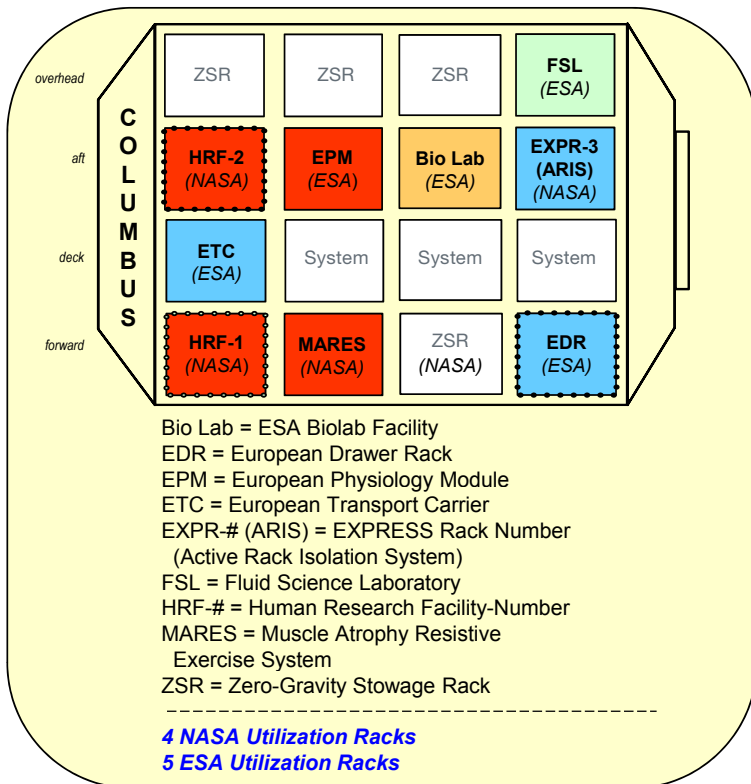 overhead
ZSR
ZSR
ZSR
FSL
(ESA)
COLUMBUS
aft
HRF-2
(NASA)
EPM
(ESA)
Bio Lab
(ESA)
EXPR-3
(ARIS)
(NASA)
deck
ETC
(ESA)
System
System
System
forward
HRF-1
(NASA)
MARES
(NASA)
ZSR
(NASA)
EDR
(ESA)
Bio Lab = ESA Biolab Facility
EDR = European Drawer Rack
EPM = European Physiology Module
ETC = European Transport Carrier
EXPR-# (ARIS) = EXPRESS Rack Number
(Active Rack Isolation System)
FSL = Fluid Science Laboratory
HRF-# = Human Research Facility-Number
MARES = Muscle Atrophy Resistive
Exercise System
ZSR = Zero-Gravity Stowage Rack
4 NASA Utilization Racks
5 ESA Utilization Racks